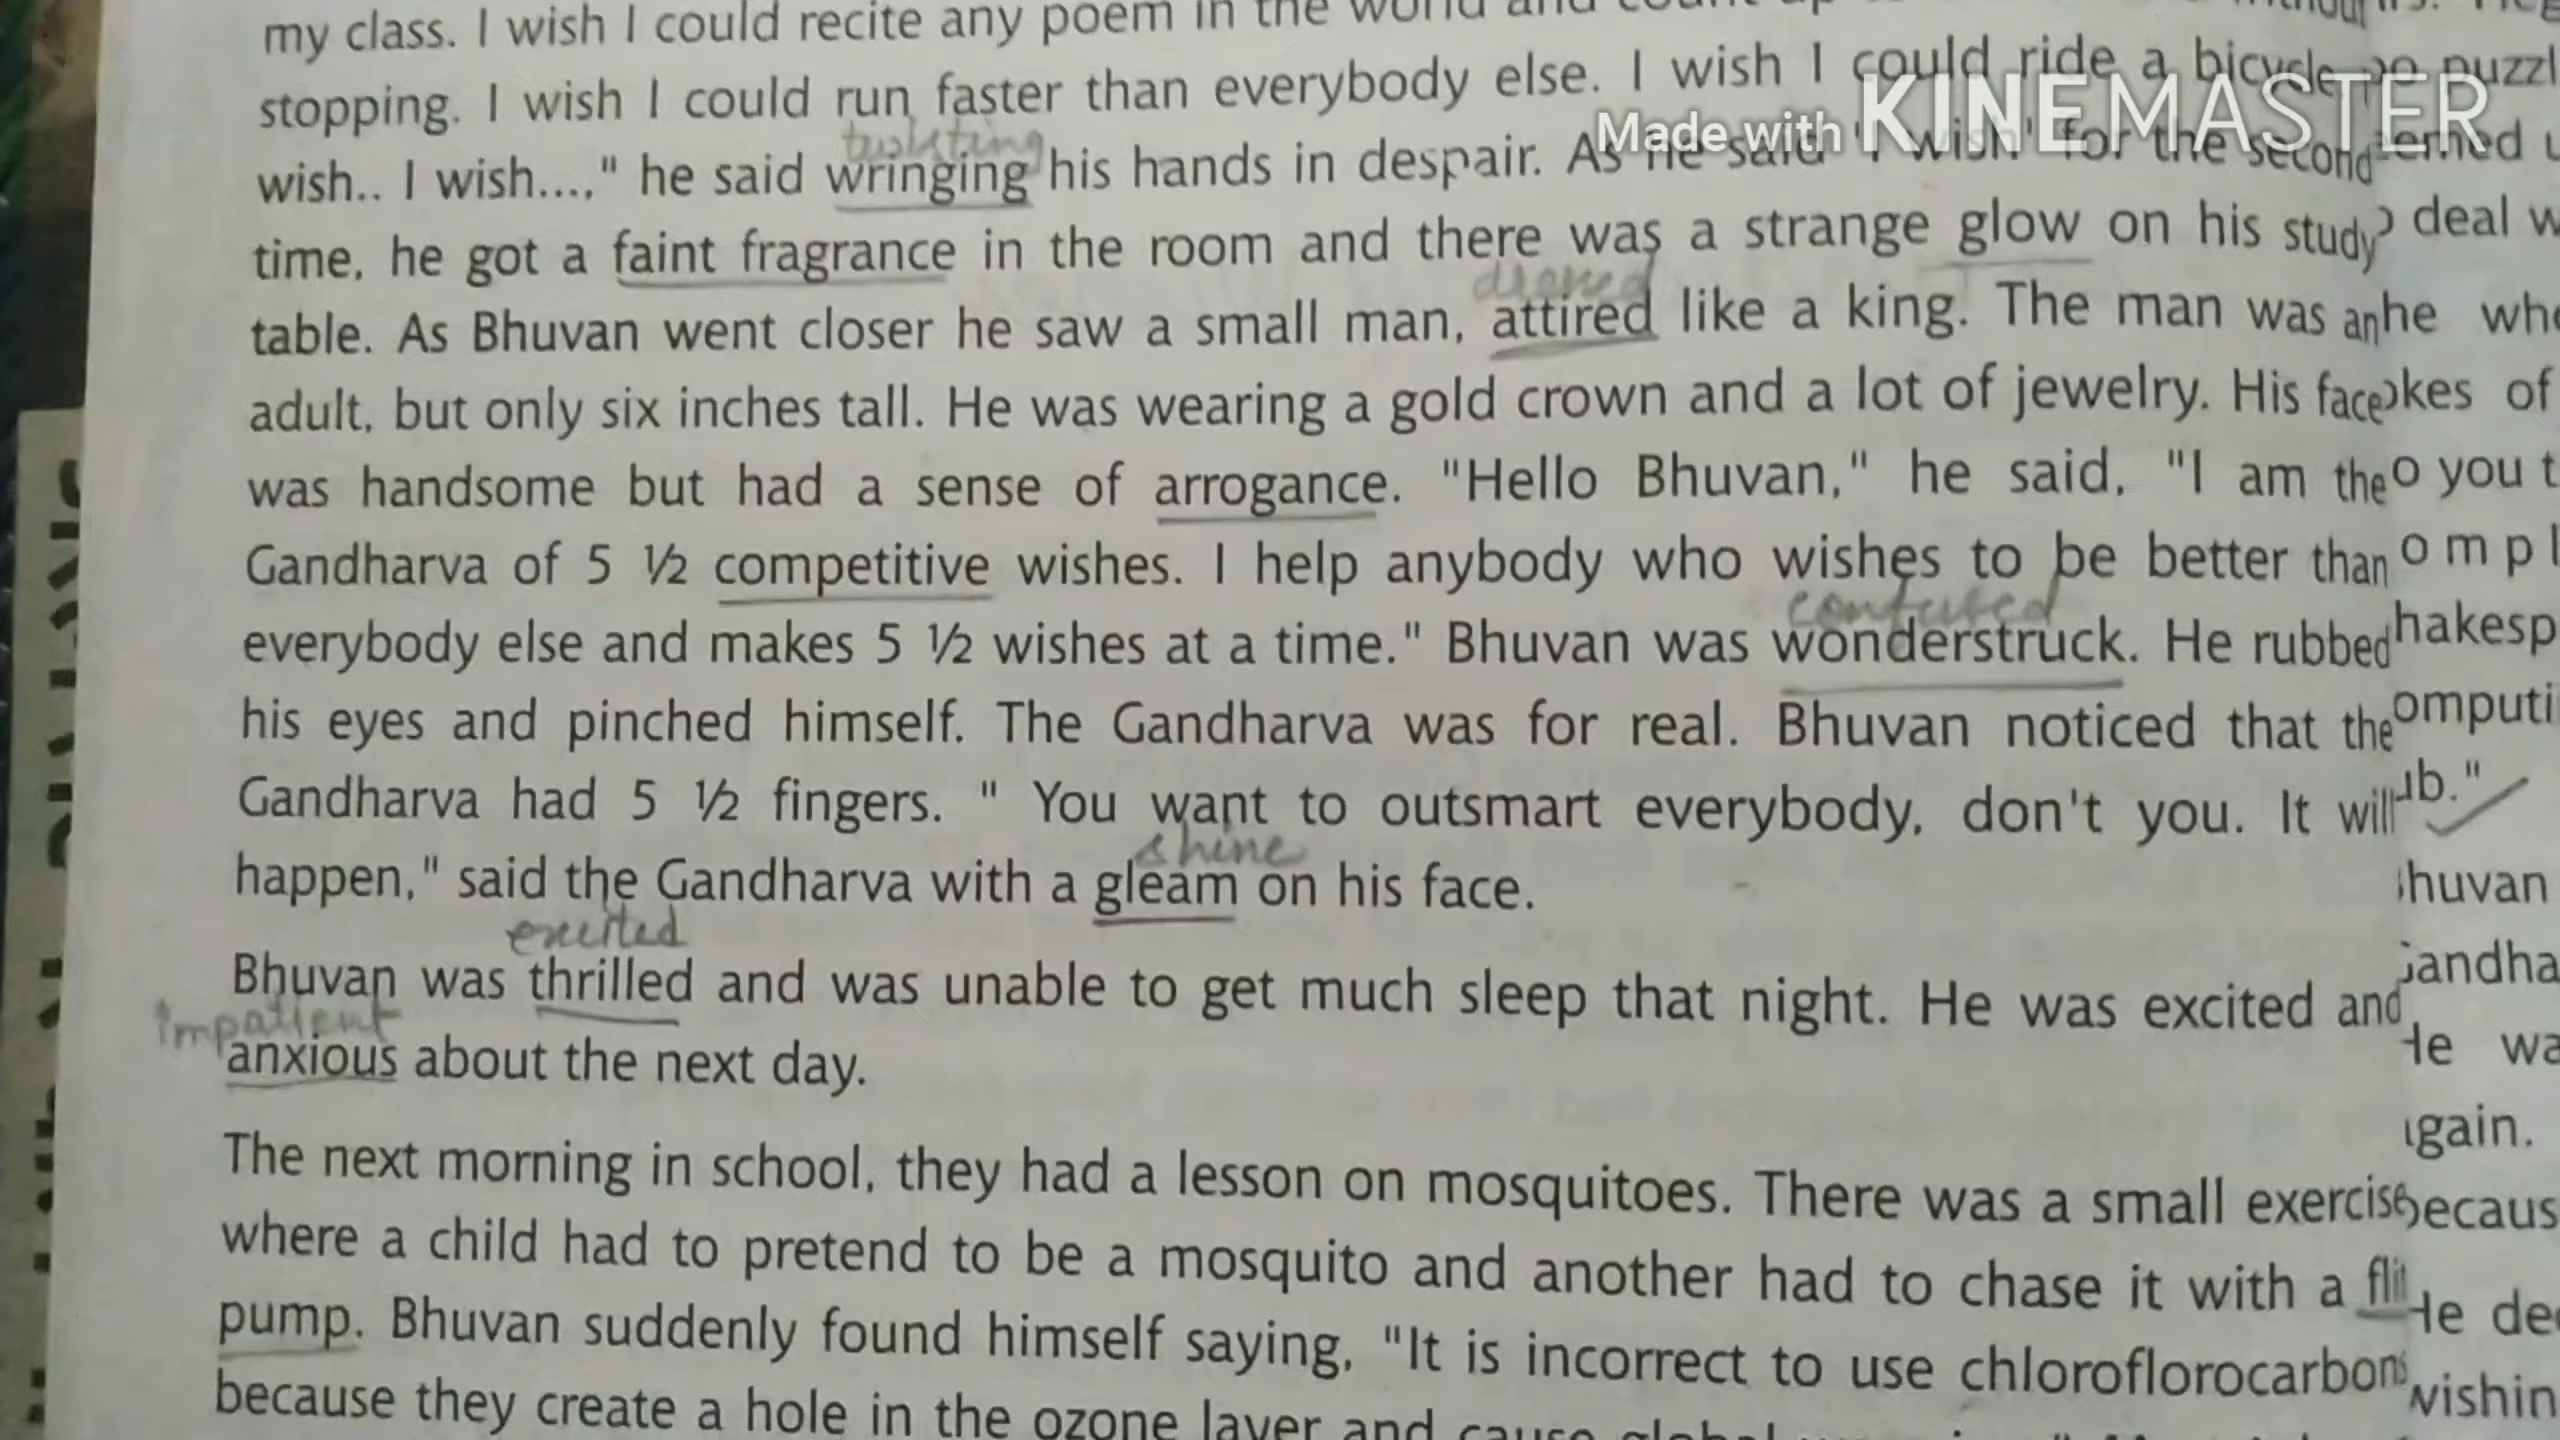 my class. I wish I could recite any poem in the world and count up to
stopping. I wish I could run faster than everybody else. I wish I could ride a bicycle
Made with KINEMASTER
twisting
wish.. I wish....," he said wringing his hands in despair. As he said 'I wish' for the second
time, he got a faint fragrance in the room and there was a strange glow on his study
dressed
table. As Bhuvan went closer he saw a small man, attired like a king. The man was an
adult, but only six inches tall. He was wearing a gold crown and a lot of jewelry. His face
was handsome but had a sense of arrogance. "Hello Bhuvan," he said, "I am the
Gandharva of 5 ½ competitive wishes. I help anybody who wishes to be better than
confused
everybody else and makes 5 ½ wishes at a time." Bhuvan was wonderstruck. He rubbed
his eyes and pinched himself. The Gandharva was for real. Bhuvan noticed that the
Gandharva had 5 ½ fingers. " You want to outsmart everybody, don't you. It will
shine
happen," said the Gandharva with a gleam on his face.
excited
Bhuvan was thrilled and was unable to get much sleep that night. He was excited and
impatient
anxious about the next day.
The next morning in school, they had a lesson on mosquitoes. There was a small exercise
where a child had to pretend to be a mosquito and another had to chase it with a flit
pump. Bhuvan suddenly found himself saying, "It is incorrect to use chloroflorocarbons
because they create a hole in the ozone layer and cause global
deal
of
you
huvan
gain.